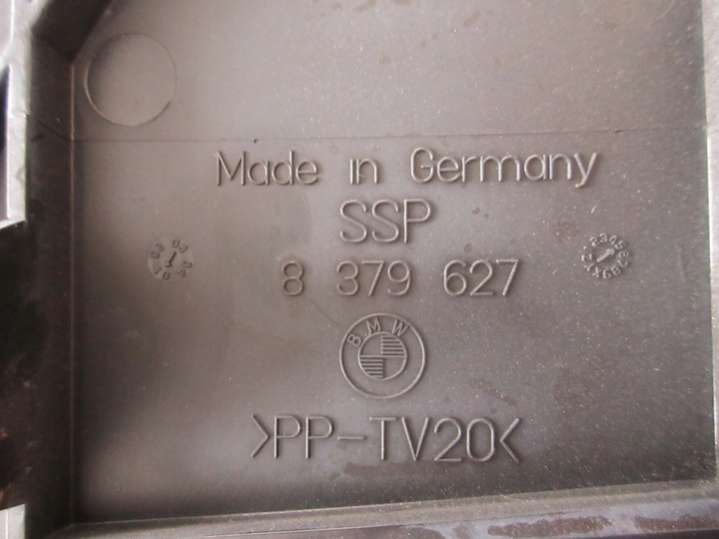 Made in Germany
SSP
8 379 627
BMW
>PP-TV20<